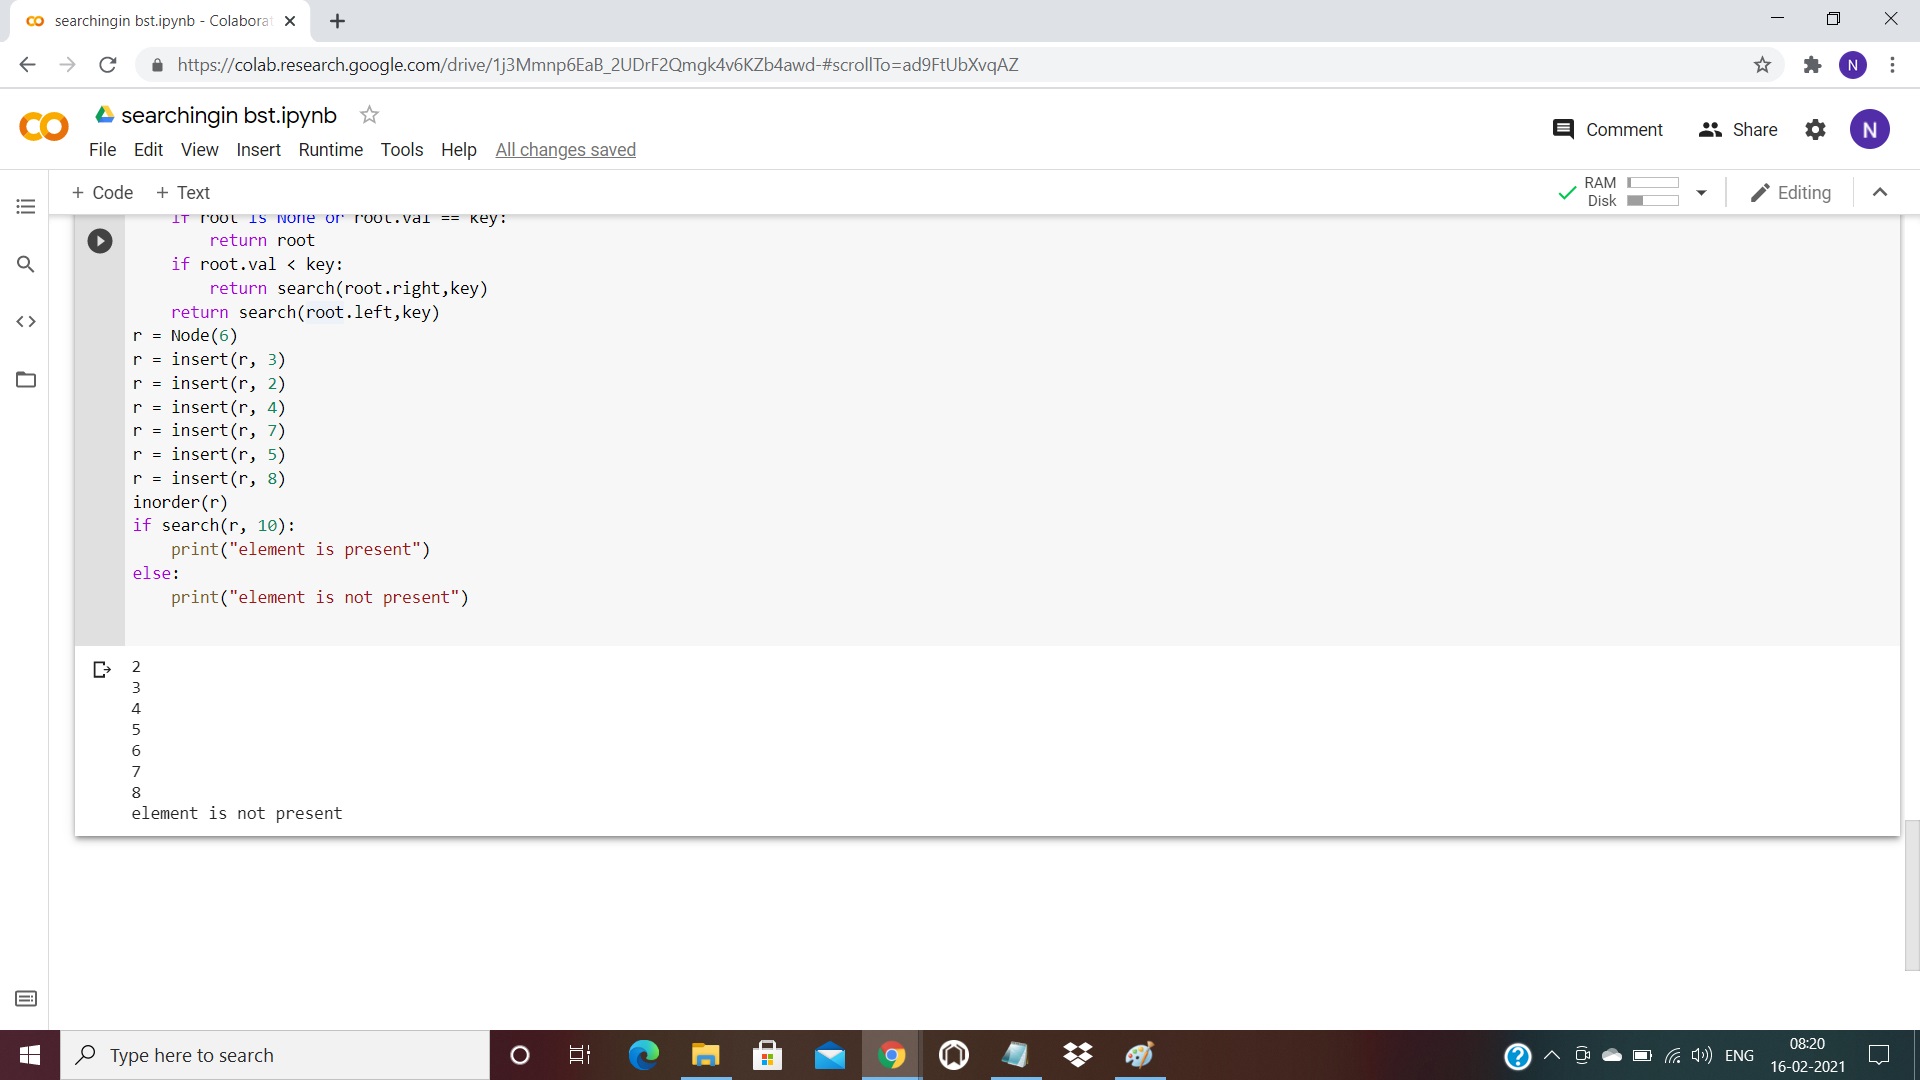 searchingin bst.ipynb - Colaborat
https://colab.research.google.com/drive/1j3Mmnp6EaB_2UDrF2Qmgk4v6KZb4awd-#scrollTo=ad9FtUbXvqAZ
N
searchingin bst.ipynb
Comment
Share
N
File Edit View Insert Runtime Tools Help All changes saved
+ Code + Text
RAM
Disk
Editing
if root is None or root.val == key:
return root
if root.val < key:
return search(root.right,key)
return search(root.left,key)
r = Node(6)
r = insert(r, 3)
r = insert(r, 2)
r = insert(r, 4)
r = insert(r, 7)
r = insert(r, 5)
r = insert(r, 8)
inorder(r)
if search(r, 10):
print("element is present")
else:
print("element is not present")
2
3
4
5
6
7
8
element is not present
Type here to search
ENG
08:20
16-02-2021